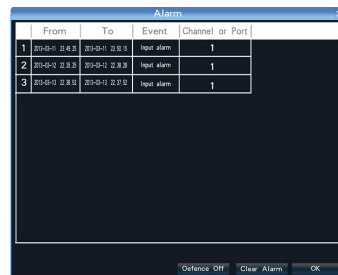 Alarm
From To Event Channel or Port
1 2013-03-11 23.49.25 2013-03-11 23.50.15 Input alarm 1
2 2013-03-12 22.35.25 2013-03-12 22.38.28 Input alarm 1
3 2013-03-13 22.36.52 2013-03-13 22.37.52 Input alarm 1
Defence Off Clear Alarm OK